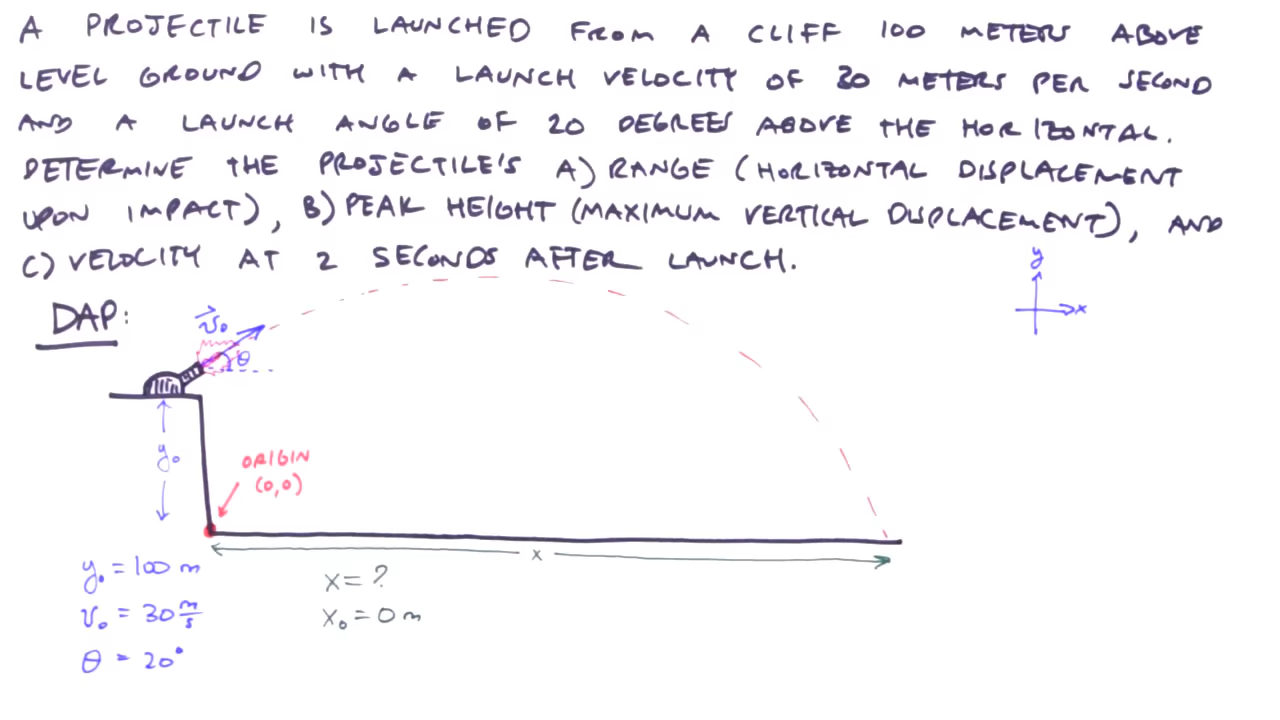 A PROJECTILE IS LAUNCHED FROM A CLIFF 100 METERS ABOVE
LEVEL GROUND WITH A LAUNCH VELOCITY OF 30 METERS PER SECOND
AND A LAUNCH ANGLE OF 20 DEGREES ABOVE THE HORIZONTAL.
DETERMINE THE PROJECTILE'S A) RANGE (HORIZONTAL DISPLACEMENT
UPON IMPACT), B) PEAK HEIGHT (MAXIMUM VERTICAL DISPLACEMENT), AND
C) VELOCITY AT 2 SECONDS AFTER LAUNCH.
y
x
DAP:
v⃗₀
θ
y₀
ORIGIN
(0,0)
x
y₀ = 100 m
v₀ = 30 m/s
θ = 20°
x = ?
x₀ = 0 m